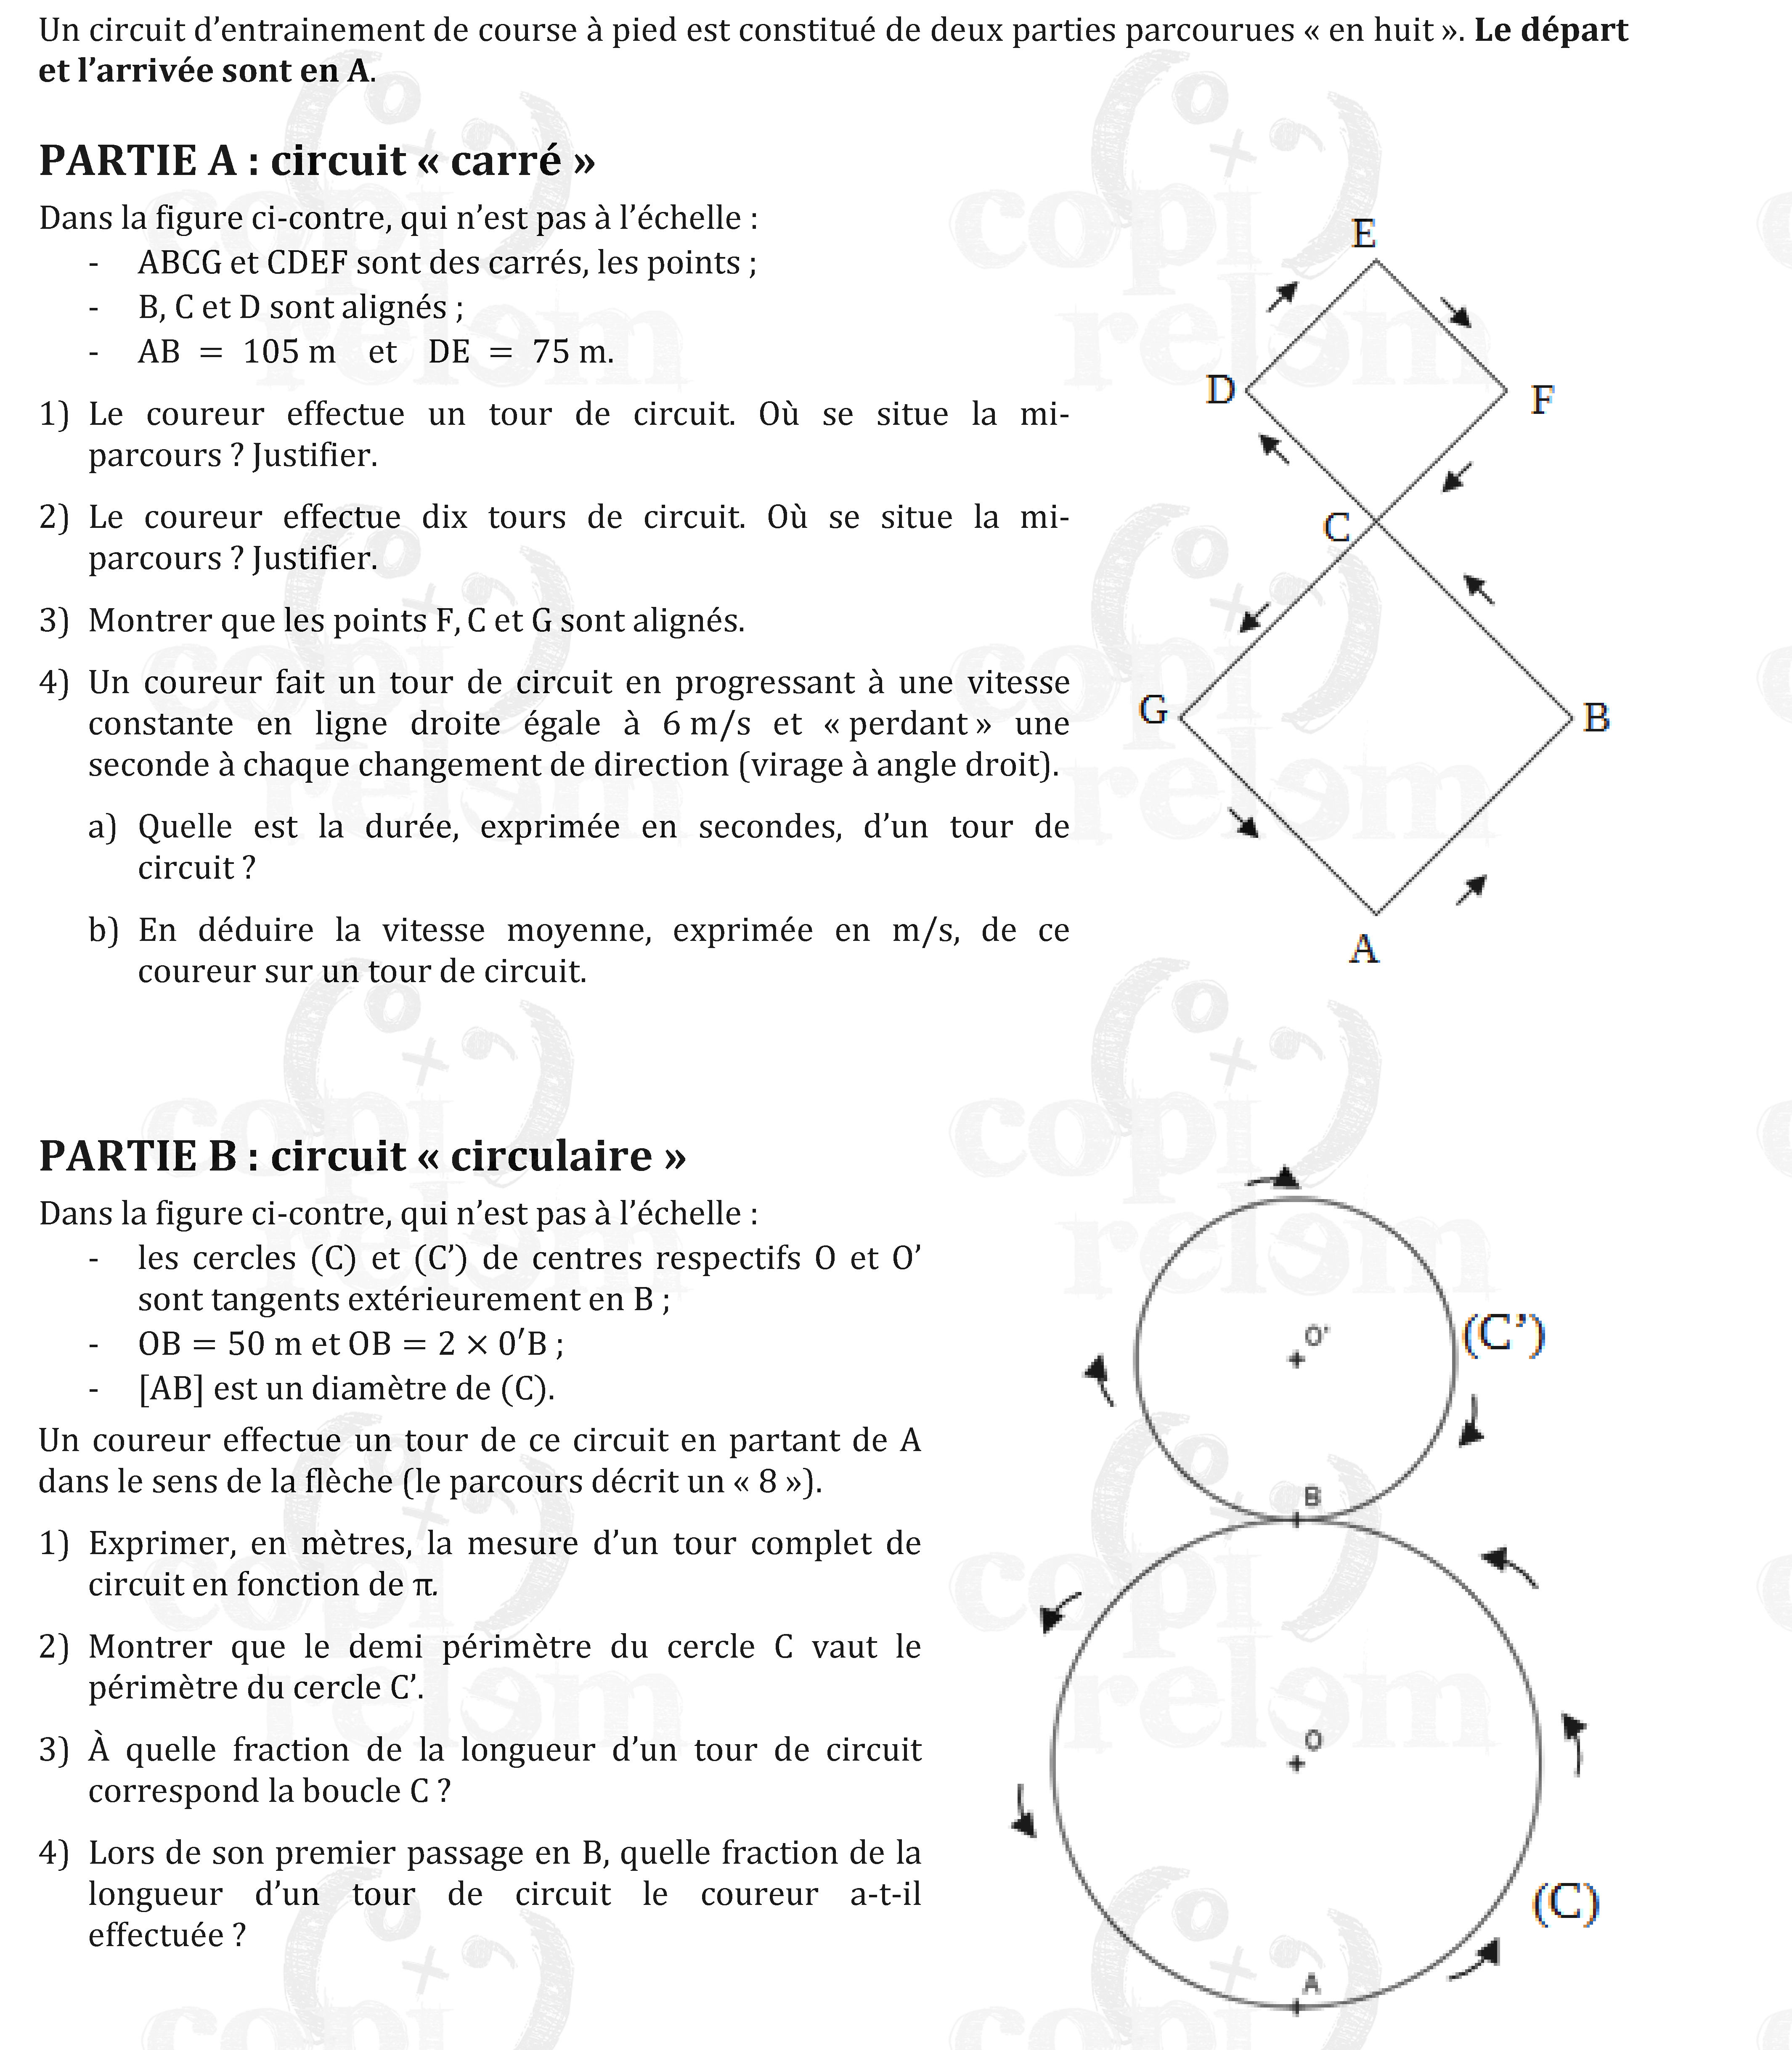 Un circuit d'entrainement de course à pied est constitué de deux parties parcourues « en huit ». Le départ
et l'arrivée sont en A.
PARTIE A : circuit « carré »
Dans la figure ci-contre, qui n'est pas à l'échelle :
- ABCG et CDEF sont des carrés, les points ;
- B, C et D sont alignés ;
- AB = 105 m et DE = 75 m.
1) Le coureur effectue un tour de circuit. Où se situe la mi-
parcours ? Justifier.
2) Le coureur effectue dix tours de circuit. Où se situe la mi-
parcours ? Justifier.
3) Montrer que les points F, C et G sont alignés.
4) Un coureur fait un tour de circuit en progressant à une vitesse
constante en ligne droite égale à 6 m/s et « perdant » une
seconde à chaque changement de direction (virage à angle droit).
a) Quelle est la durée, exprimée en secondes, d'un tour de
circuit ?
b) En déduire la vitesse moyenne, exprimée en m/s, de ce
coureur sur un tour de circuit.
E
D
F
C
G
B
A
PARTIE B : circuit « circulaire »
Dans la figure ci-contre, qui n'est pas à l'échelle :
- les cercles (C) et (C') de centres respectifs O et O'
sont tangents extérieurement en B ;
- OB = 50 m et OB = 2 × 0'B ;
- [AB] est un diamètre de (C).
Un coureur effectue un tour de ce circuit en partant de A
dans le sens de la flèche (le parcours décrit un « 8 »).
1) Exprimer, en mètres, la mesure d'un tour complet de
circuit en fonction de π.
2) Montrer que le demi périmètre du cercle C vaut le
périmètre du cercle C'.
3) À quelle fraction de la longueur d'un tour de circuit
correspond la boucle C ?
4) Lors de son premier passage en B, quelle fraction de la
longueur d'un tour de circuit le coureur a-t-il
effectuée ?
O'
(C')
B
O
(C)
A
copi
relem